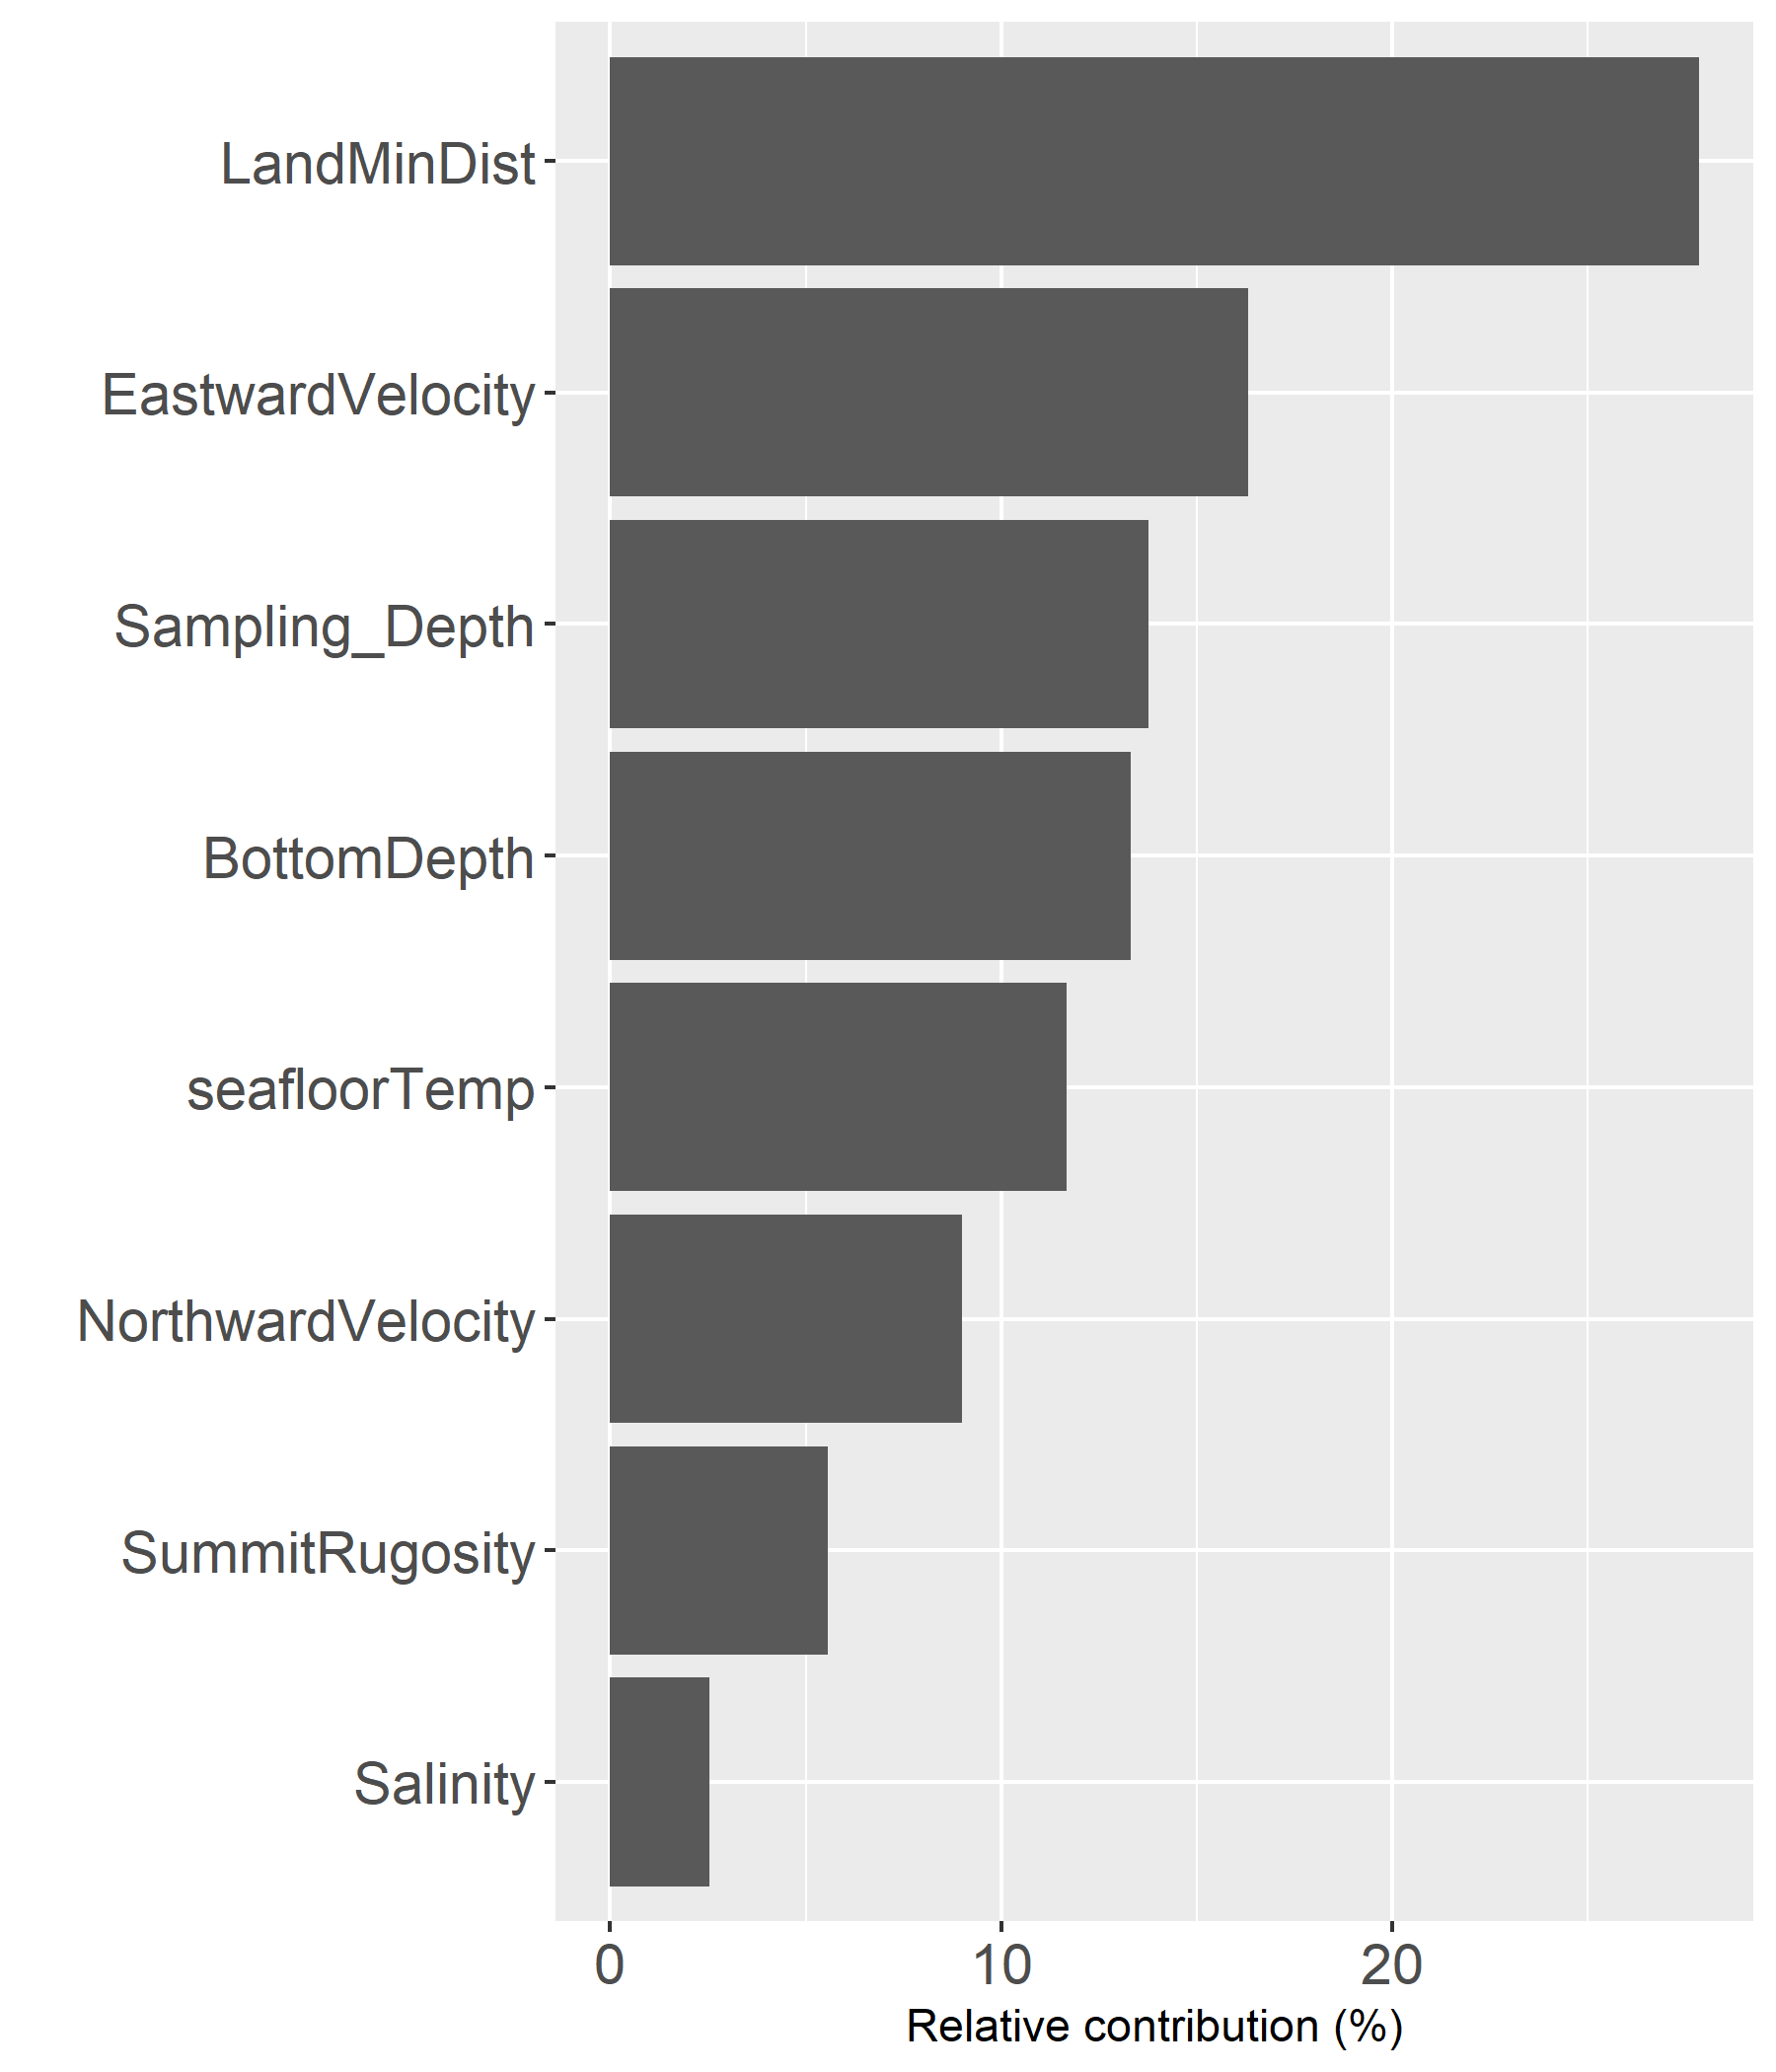 LandMinDist
EastwardVelocity
Sampling_Depth
BottomDepth
seafloorTemp
NorthwardVelocity
SummitRugosity
Salinity
0 10 20
Relative contribution (%)